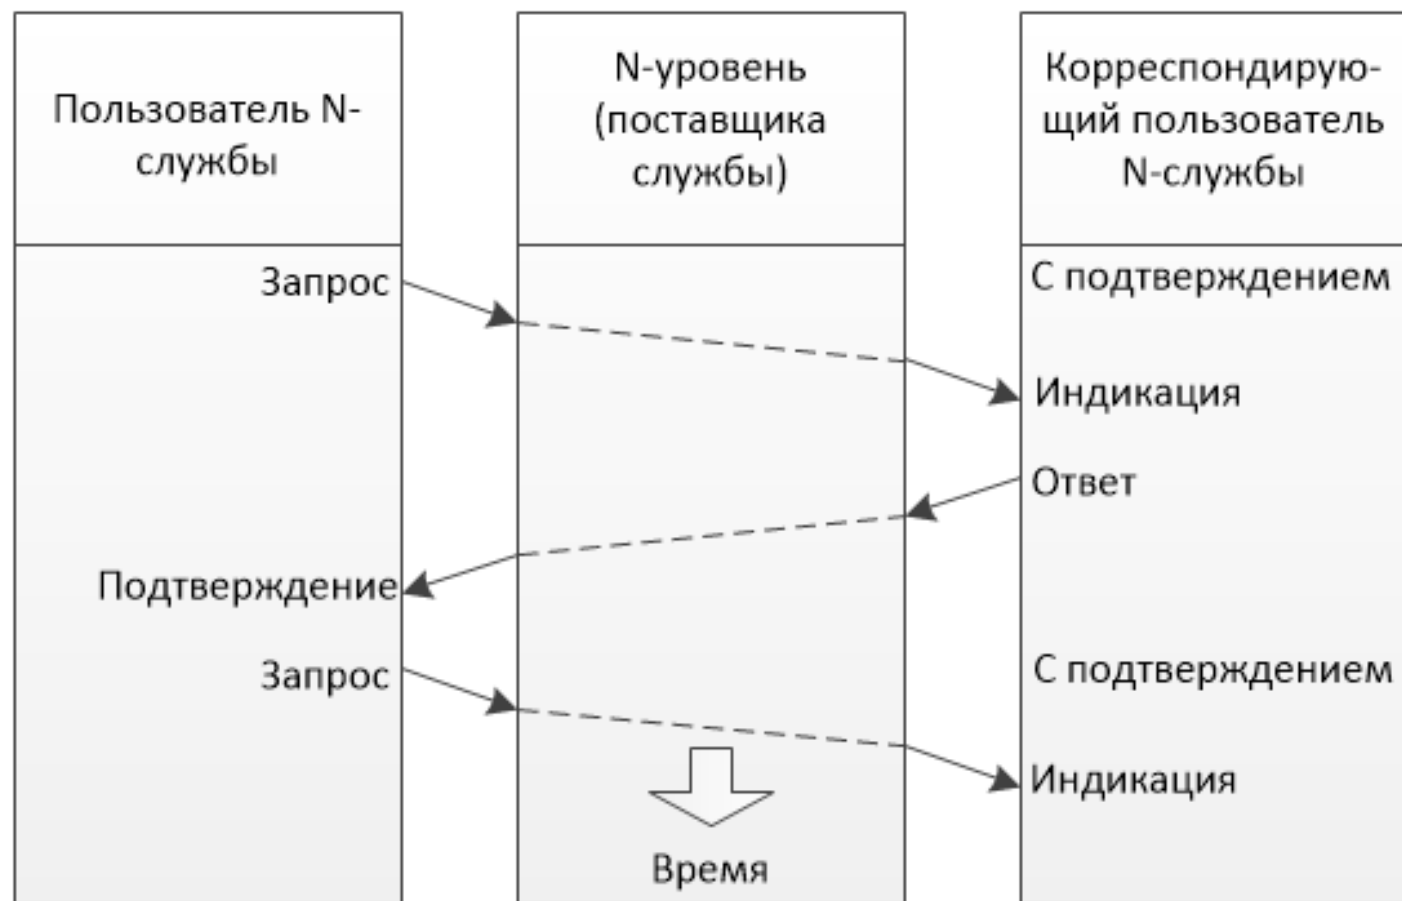 Пользователь N-
службы
N-уровень
(поставщика
службы)
Корреспондирую-
щий пользователь
N-службы
Запрос
С подтверждением
Индикация
Ответ
Подтверждение
Запрос
С подтверждением
Индикация
Время